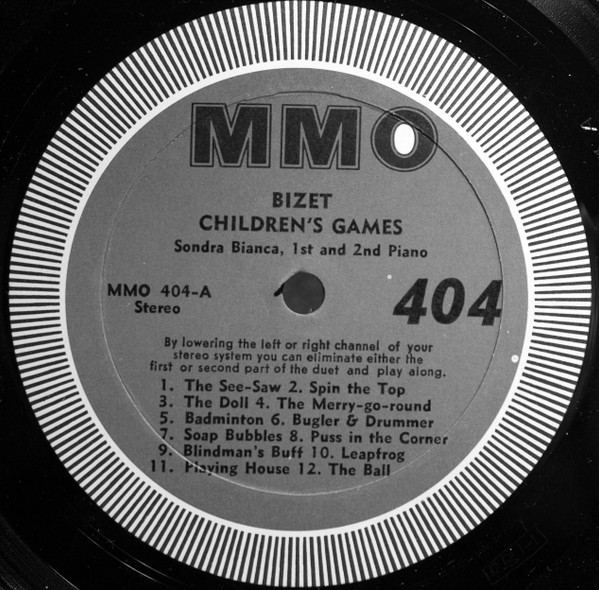 MMO
BIZET
CHILDREN'S GAMES
Sondra Bianca, 1st and 2nd Piano
MMO 404-A
Stereo
404
By lowering the left or right channel of your
stereo system you can eliminate either the
first or second part of the duet and play along.
1. The See-Saw 2. Spin the Top
3. The Doll 4. The Merry-go-round
5. Badminton 6. Bugler & Drummer
7. Soap Bubbles 8. Puss in the Corner
9. Blindman's Buff 10. Leapfrog
11. Playing House 12. The Ball